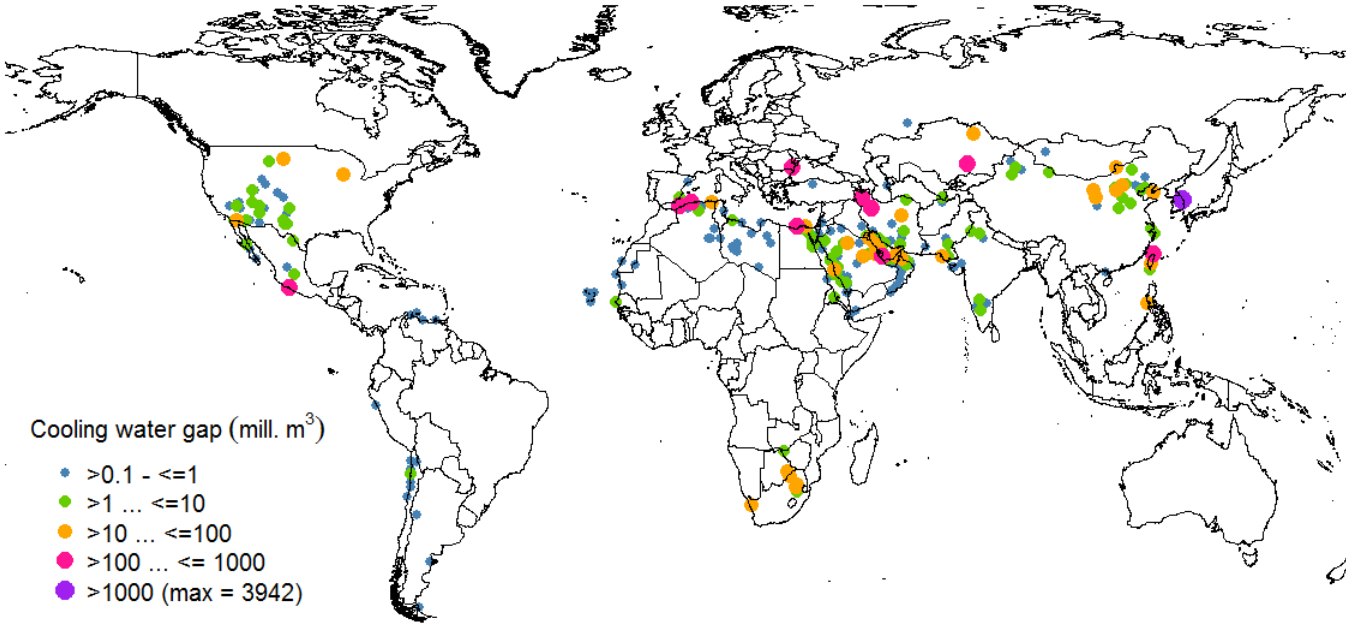 Cooling water gap (mill. m³)
>0.1 - <=1
>1 ... <=10
>10 ... <=100
>100 ... <= 1000
>1000 (max = 3942)